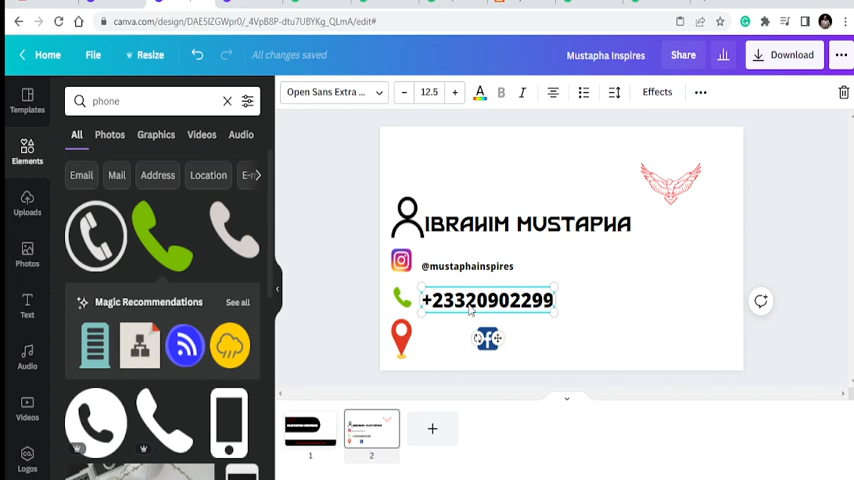 canva.com/design/DAE5IZGWpr0/_4VpB8P-dtu7UBYKg_QLmA/edit#
Home
File
Resize
All changes saved
Mustapha Inspires
Share
Download
Templates
phone
Open Sans Extra ...
12.5
A
B
I
Effects
All
Photos
Graphics
Videos
Audio
Elements
Email
Mail
Address
Location
Uploads
Photos
Text
Audio
Videos
Logos
Magic Recommendations
See all
IBRAHIM MUSTAPHA
@mustaphainspires
+23320902299
1
2